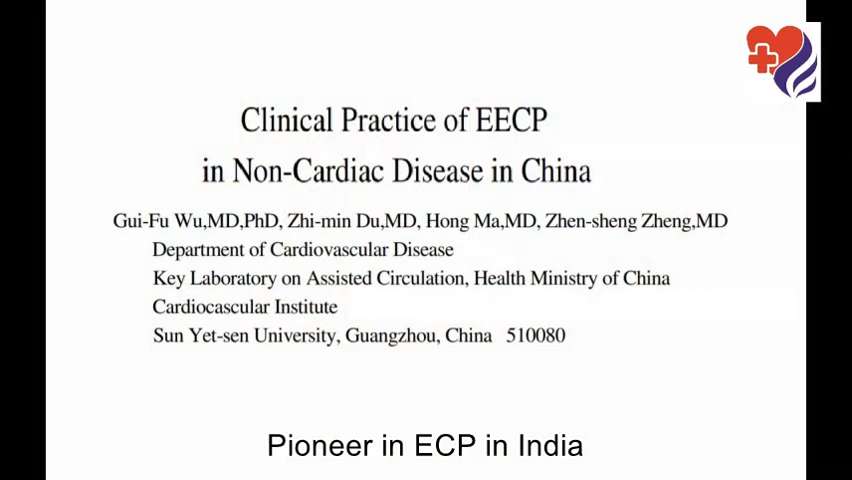 Clinical Practice of EECP
in Non-Cardiac Disease in China
Gui-Fu Wu,MD,PhD, Zhi-min Du,MD, Hong Ma,MD, Zhen-sheng Zheng,MD
Department of Cardiovascular Disease
Key Laboratory on Assisted Circulation, Health Ministry of China
Cardiocascular Institute
Sun Yet-sen University, Guangzhou, China 510080
Pioneer in ECP in India